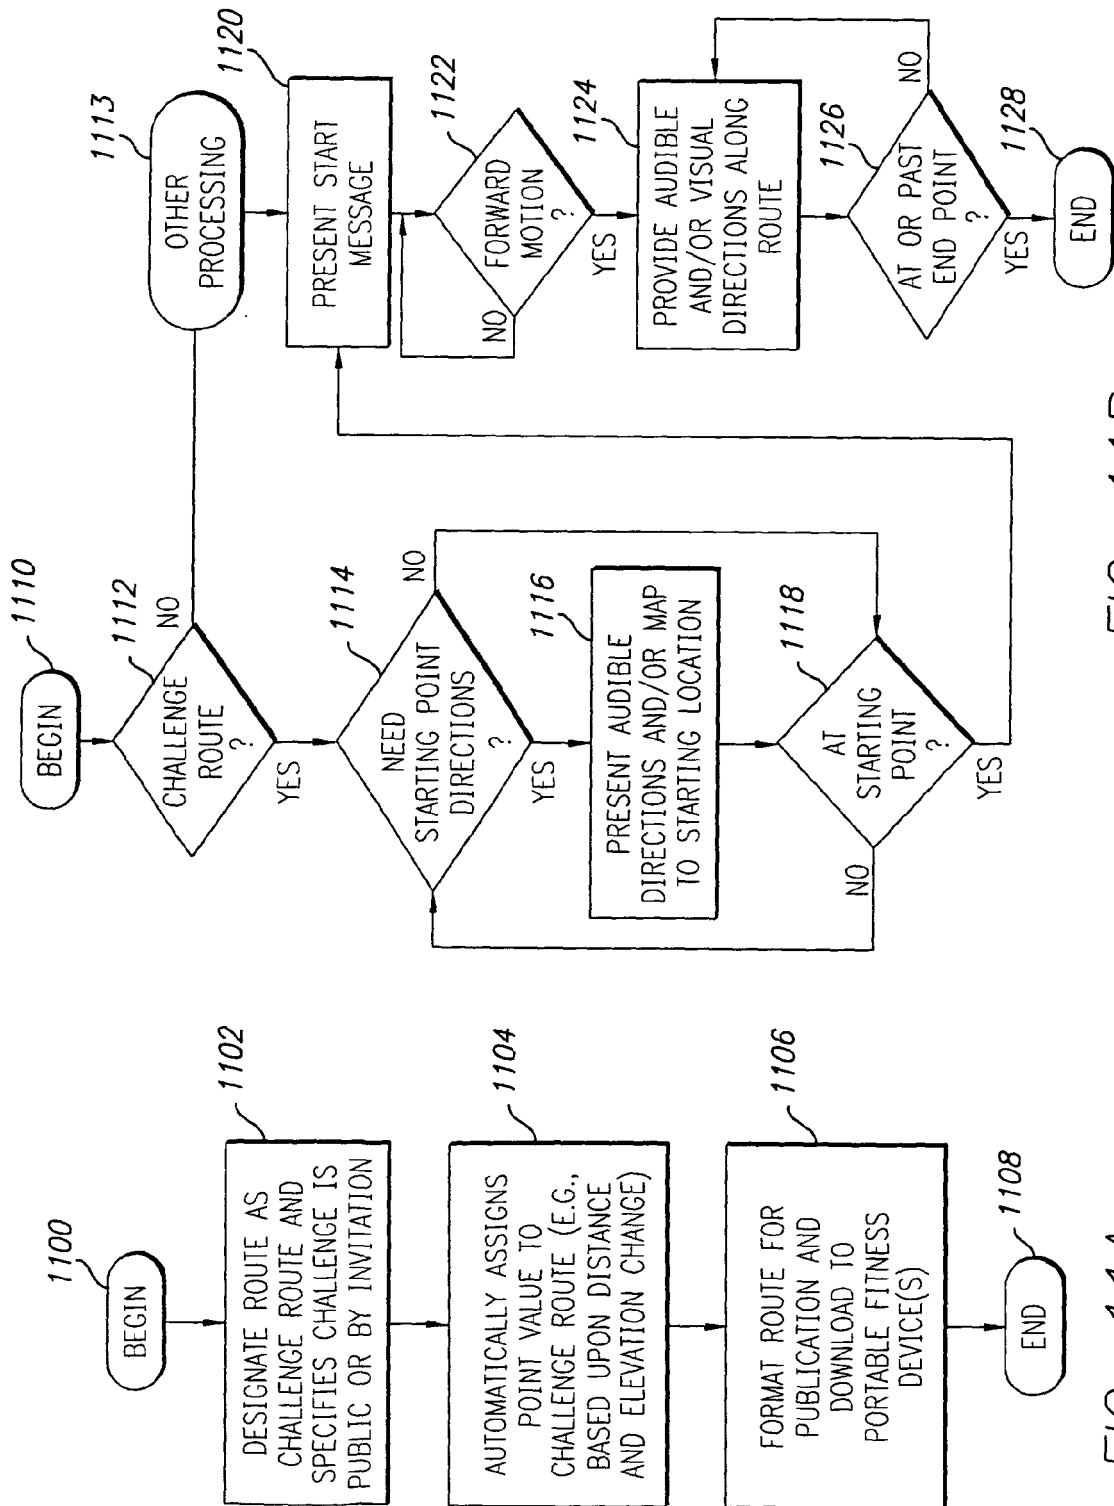 1100
BEGIN
1102
DESIGNATE ROUTE AS
CHALLENGE ROUTE AND
SPECIFIES CHALLENGE IS
PUBLIC OR BY INVITATION
1104
AUTOMATICALLY ASSIGNS
POINT VALUE TO
CHALLENGE ROUTE (E.G.,
BASED UPON DISTANCE
AND ELEVATION CHANGE)
1106
FORMAT ROUTE FOR
PUBLICATION AND
DOWNLOAD TO
PORTABLE FITNESS
DEVICE(S)
1108
END
1110
BEGIN
1112
CHALLENGE
ROUTE
?
NO
YES
1113
OTHER
PROCESSING
1114
NEED
STARTING POINT
DIRECTIONS
?
NO
YES
1116
PRESENT AUDIBLE
DIRECTIONS AND/OR MAP
TO STARTING LOCATION
1118
AT
STARTING
POINT
?
NO
YES
1120
PRESENT START
MESSAGE
1122
FORWARD
MOTION
?
NO
YES
1124
PROVIDE AUDIBLE
AND/OR VISUAL
DIRECTIONS ALONG
ROUTE
1126
AT OR PAST
END POINT
?
NO
YES
1128
END